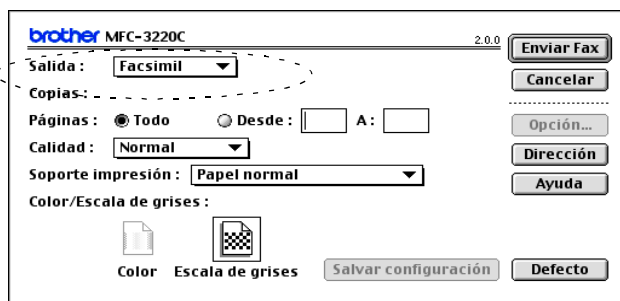 brother MFC-3220C 2.0.0
Enviar Fax
Salida : Facsimil
Cancelar
Copias :
Páginas : Todo Desde : A :
Opción...
Calidad : Normal
Dirección
Soporte impresión : Papel normal
Ayuda
Color/Escala de grises :
Color Escala de grises Salvar configuración Defecto